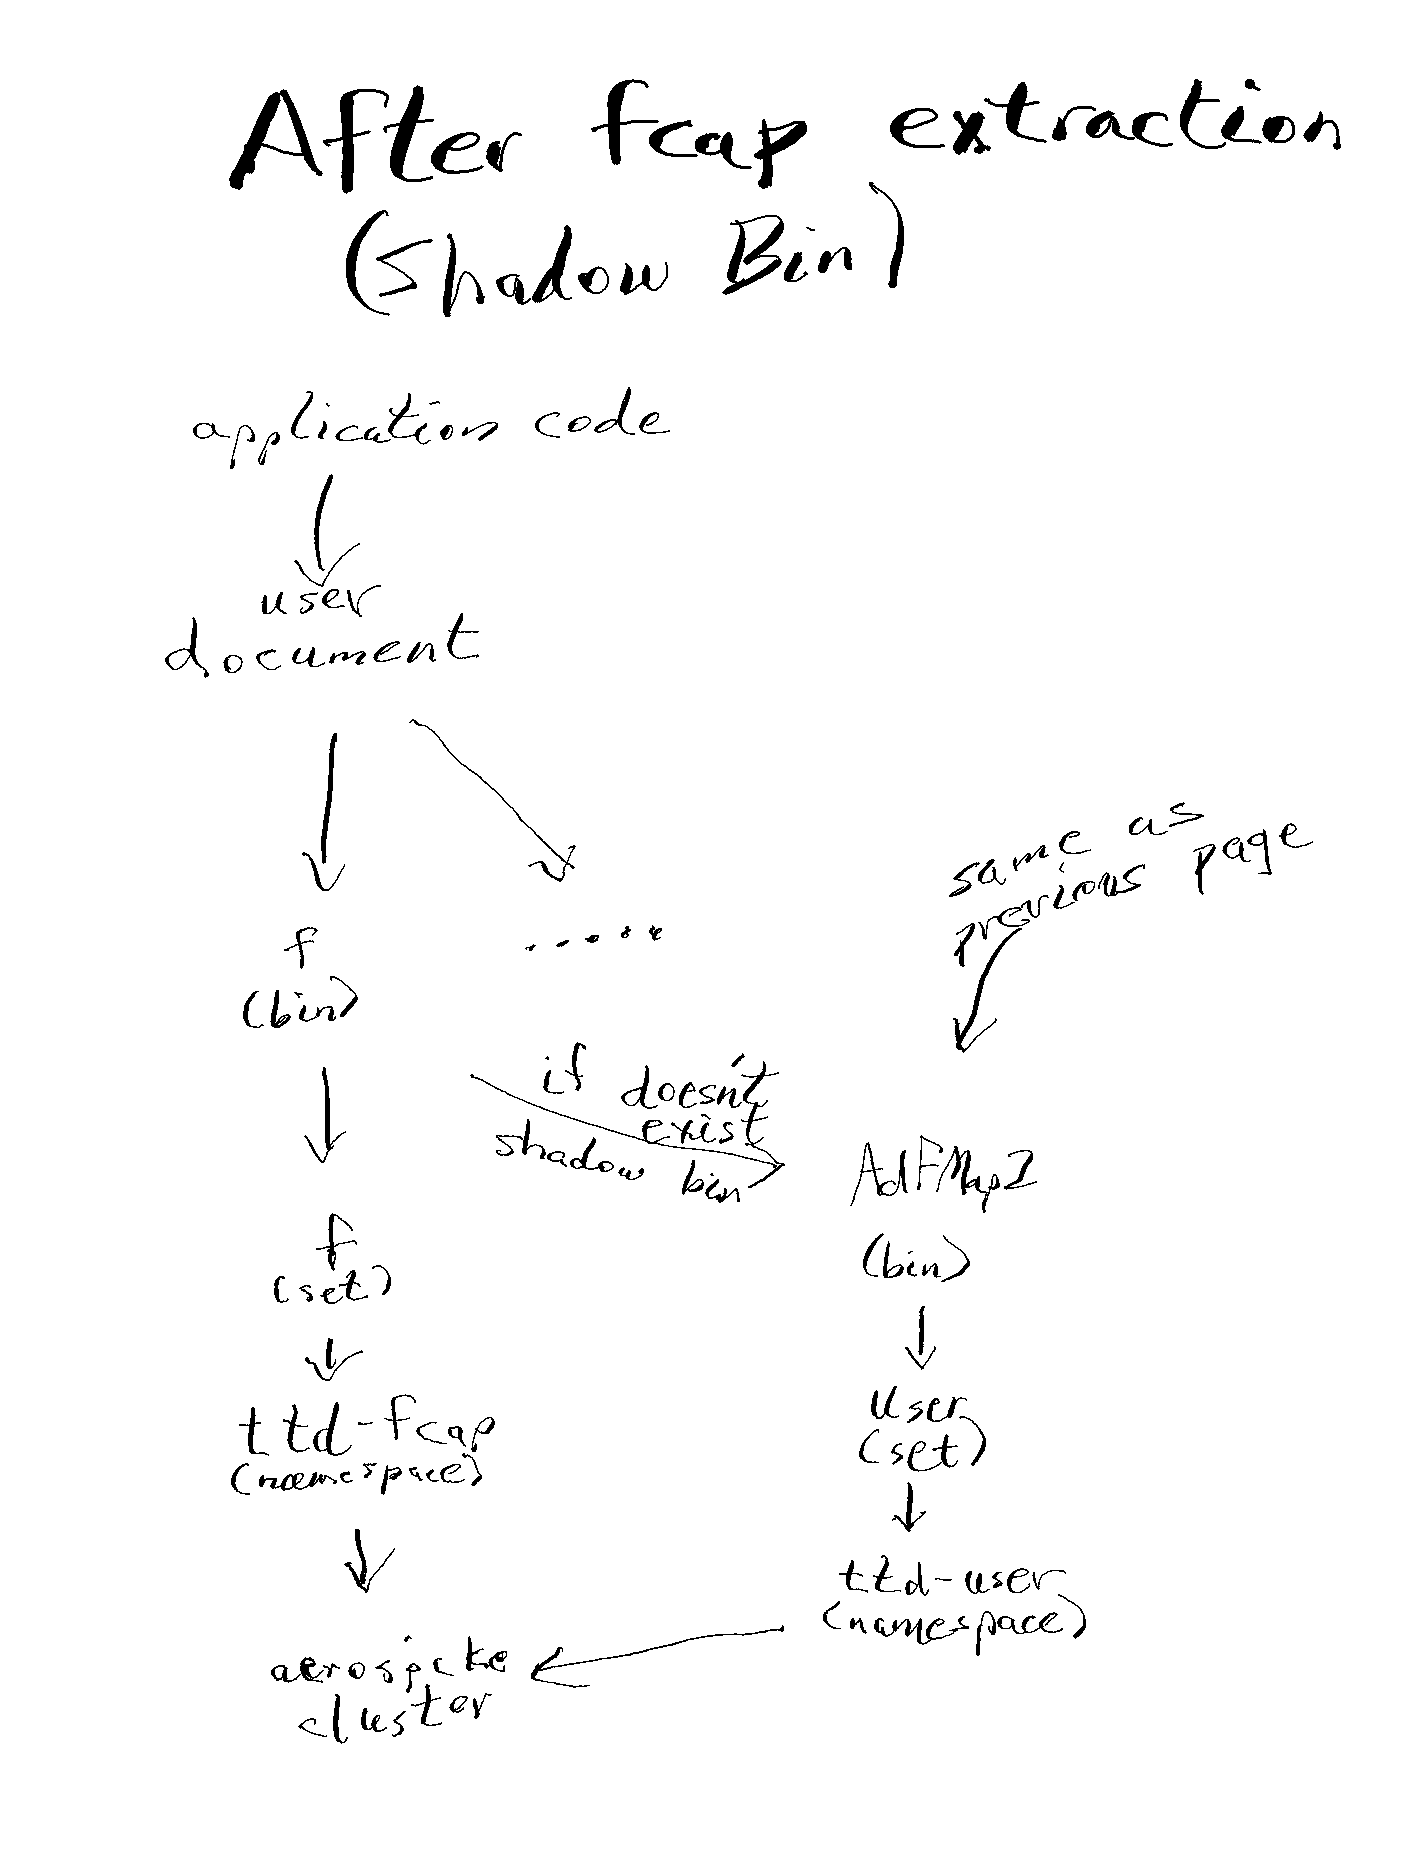 After fcap extraction
(Shadow Bin)
application code
user
document
same as
previous page
f
(bin)
.....
if doesn't
exist
shadow bin
AdFMap2
(bin)
f
(set)
user
(set)
ttd-fcap
(namespace)
ttd-user
(namespace)
aerospike
cluster